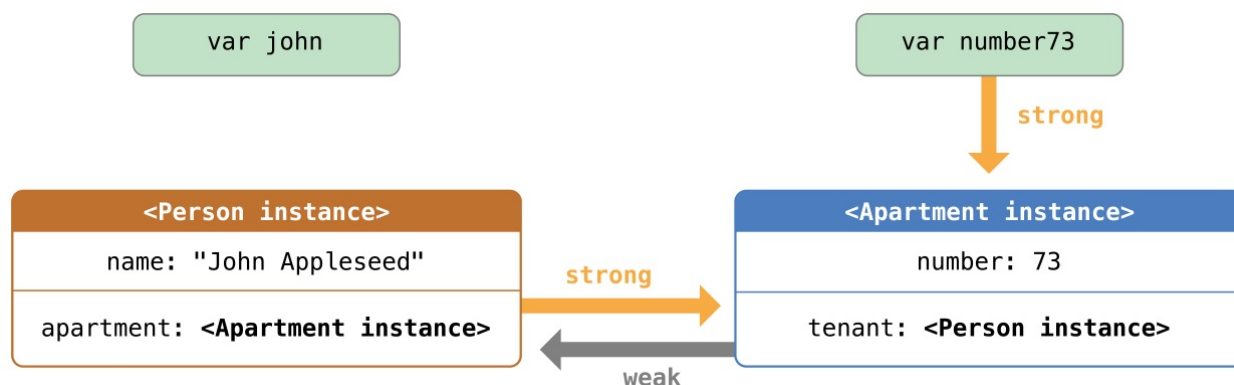 var john
var number73
strong
<Person instance>
<Apartment instance>
name: "John Appleseed"
number: 73
strong
apartment: <Apartment instance>
tenant: <Person instance>
weak